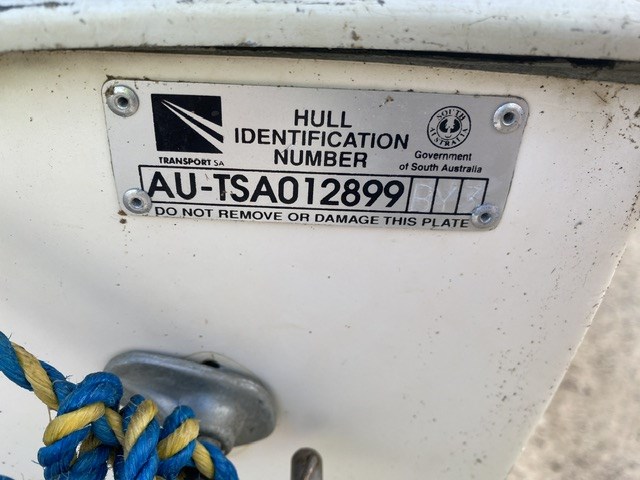 HULL
IDENTIFICATION
NUMBER
TRANSPORT SA
SOUTH AUSTRALIA
Government
of South Australia
AU-TSA012899 BY3
DO NOT REMOVE OR DAMAGE THIS PLATE